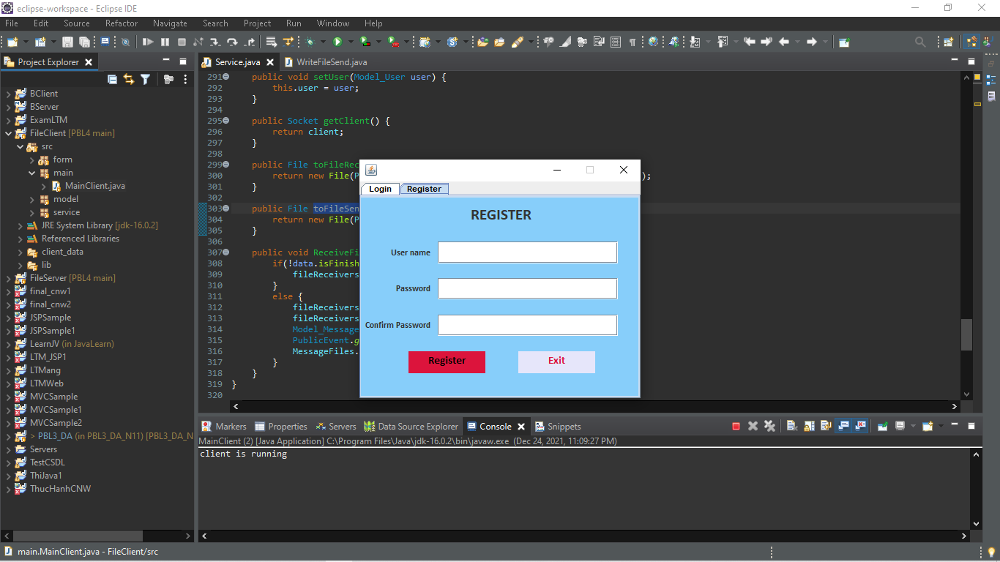 eclipse-workspace - Eclipse IDE
File Edit Source Refactor Navigate Search Project Run Window Help
Project Explorer
BClient
BServer
ExamLTM
FileClient [PBL4 main]
src
form
main
MainClient.java
model
service
JRE System Library [jdk-16.0.2]
Referenced Libraries
client_data
lib
FileServer [PBL4 main]
final_cnw1
final_cnw2
JSPSample
JSPSample1
LearnJV (in JavaLearn)
LTM_JSP1
LTMang
LTMWeb
MVCSample
MVCSample1
MVCSample2
> PBL3_DA (in PBL3_DA_N11) [PBL3_DA_N
Servers
TestCSDL
ThiJava1
ThucHanhCNW
Service.java WriteFileSend.java
291 public void setUser(Model_User user) {
292 this.user = user;
293 }
294
295 public Socket getClient() {
296 return client;
297 }
298
299 public File toFileRec
300 return new File(P );
301 }
302
303 public File toFileSen
304 return new File(P
305 }
306
307 public void ReceiveFi
308 if(!data.isFinish
309 fileReceivers
310 }
311 else {
312 fileReceivers
313 fileReceivers
314 Model_Message
315 PublicEvent.g
316 MessageFiles.
317 }
318 }
319 }
320
Login Register
REGISTER
User name
Password
Confirm Password
Register Exit
Markers Properties Servers Data Source Explorer Console Snippets
MainClient (2) [Java Application] C:\Program Files\Java\jdk-16.0.2\bin\javaw.exe (Dec 24, 2021, 11:09:27 PM)
client is running
main.MainClient.java - FileClient/src